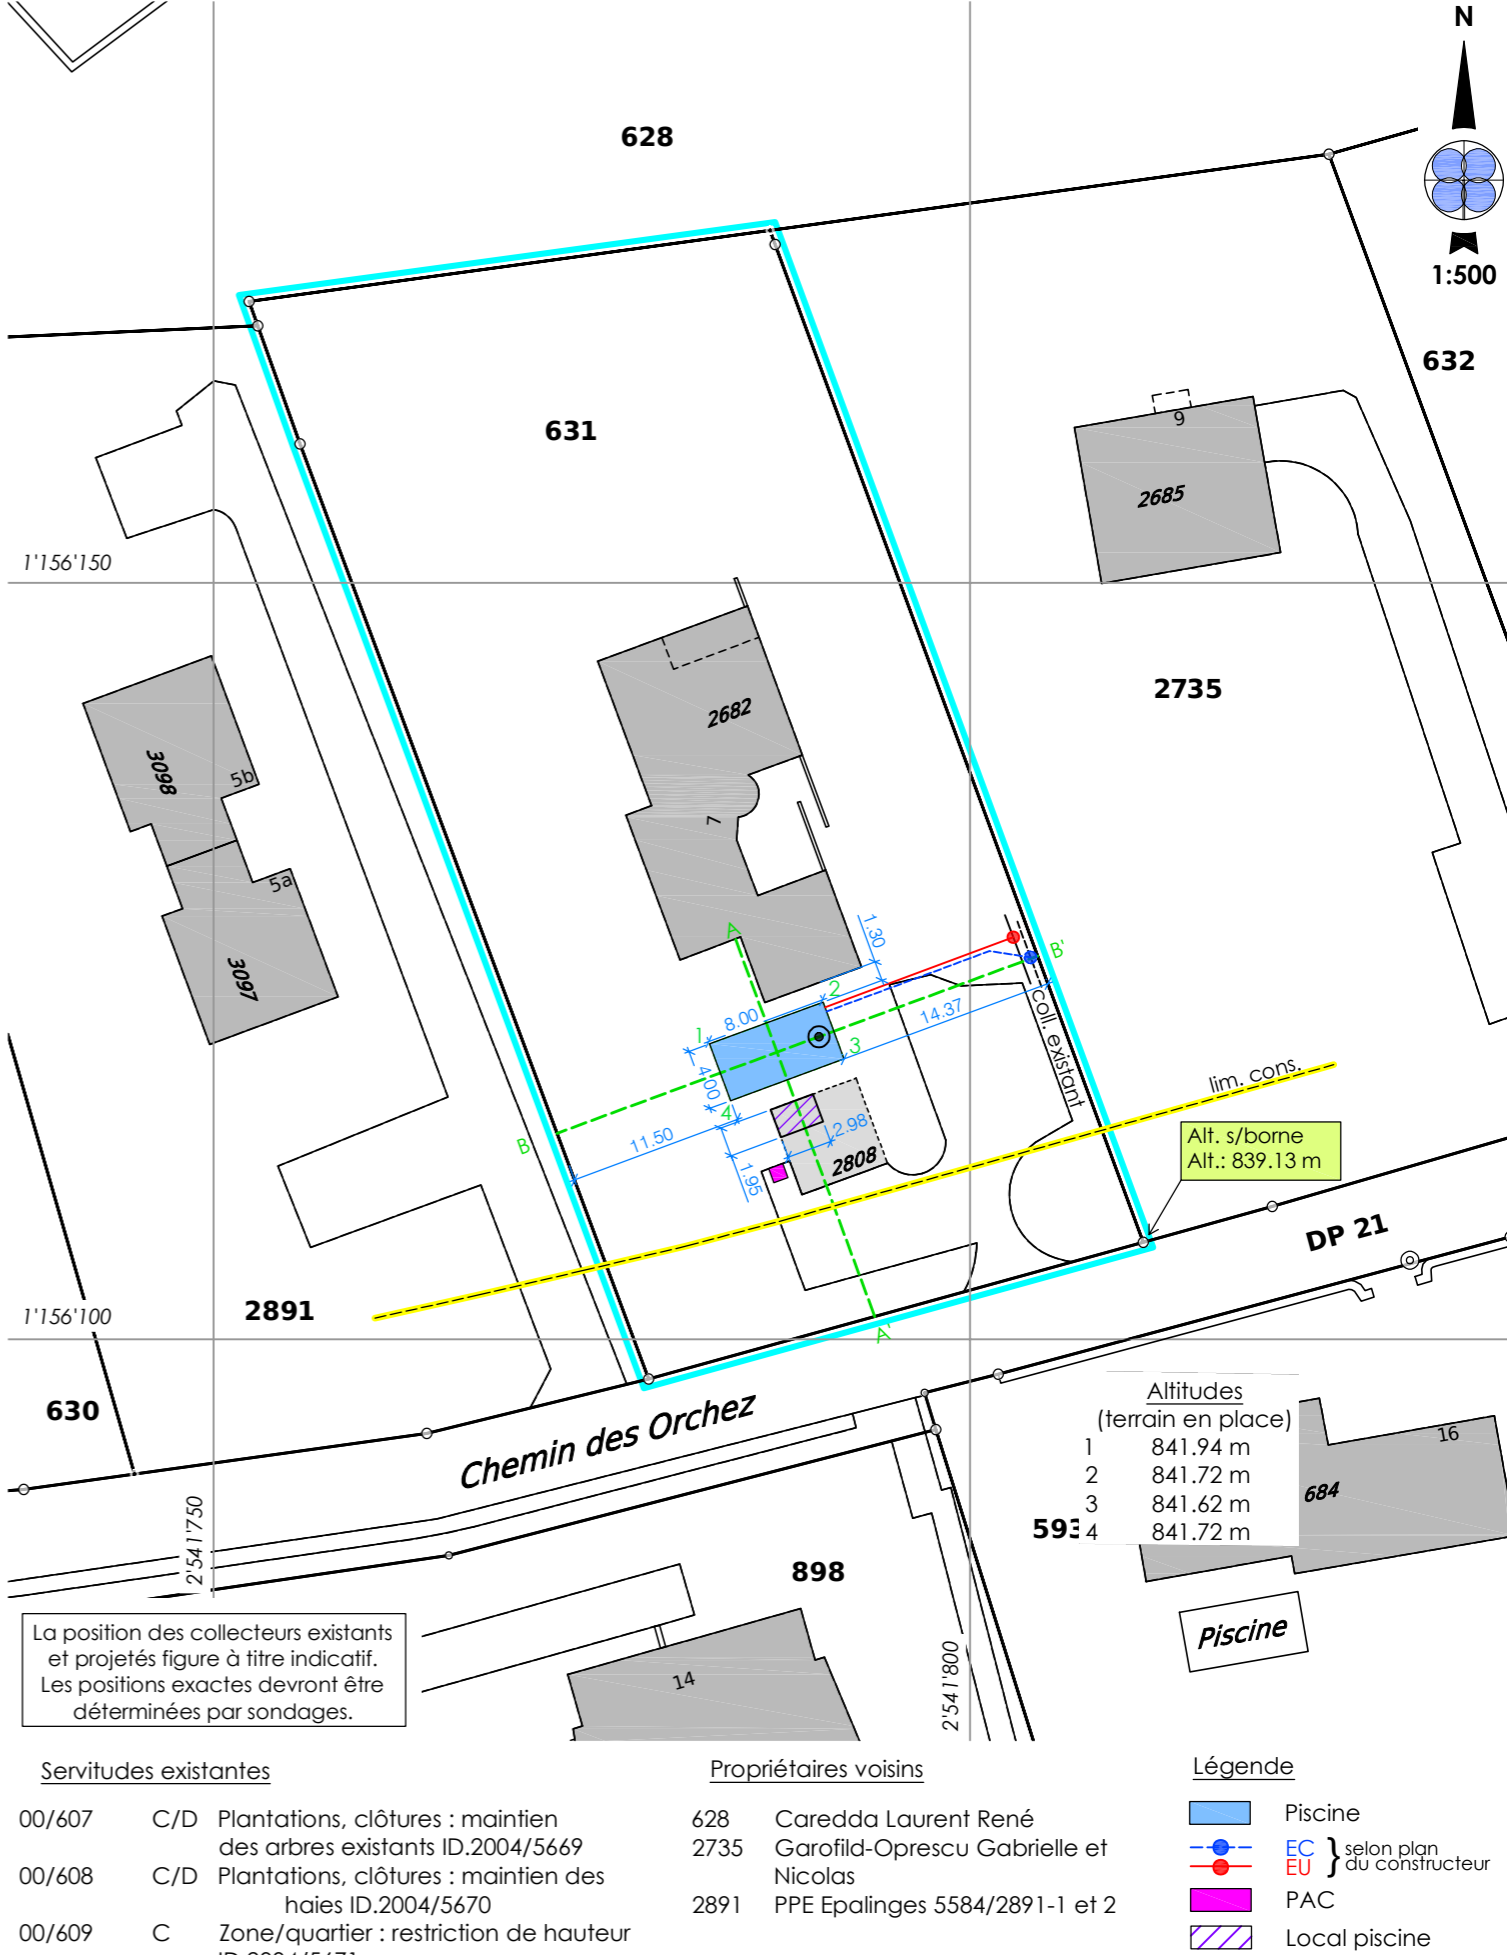 N
1:500
628
632
631
9
2685
1'156'150
2735
2682
3098
5b
7
5a
3097
A
1.30
B'
2
8.00
1
14.37
3
4.00
coll. existant
4
lim. cons.
B
11.50
2.98
2808
1.95
Alt. s/borne
Alt.: 839.13 m
DP 21
1'156'100
2891
A'
630
Chemin des Orchez
Altitudes
(terrain en place)
1 841.94 m
2 841.72 m
3 841.62 m
4 841.72 m
16
684
593
2'541'750
898
Piscine
14
2'541'800
La position des collecteurs existants
et projetés figure à titre indicatif.
Les positions exactes devront être
déterminées par sondages.
Servitudes existantes
00/607 C/D Plantations, clôtures : maintien
des arbres existants ID.2004/5669
00/608 C/D Plantations, clôtures : maintien des
haies ID.2004/5670
00/609 C Zone/quartier : restriction de hauteur
Propriétaires voisins
628 Caredda Laurent René
2735 Garofild-Oprescu Gabrielle et
Nicolas
2891 PPE Epalinges 5584/2891-1 et 2
Légende
Piscine
EC
EU
} selon plan
du constructeur
PAC
Local piscine